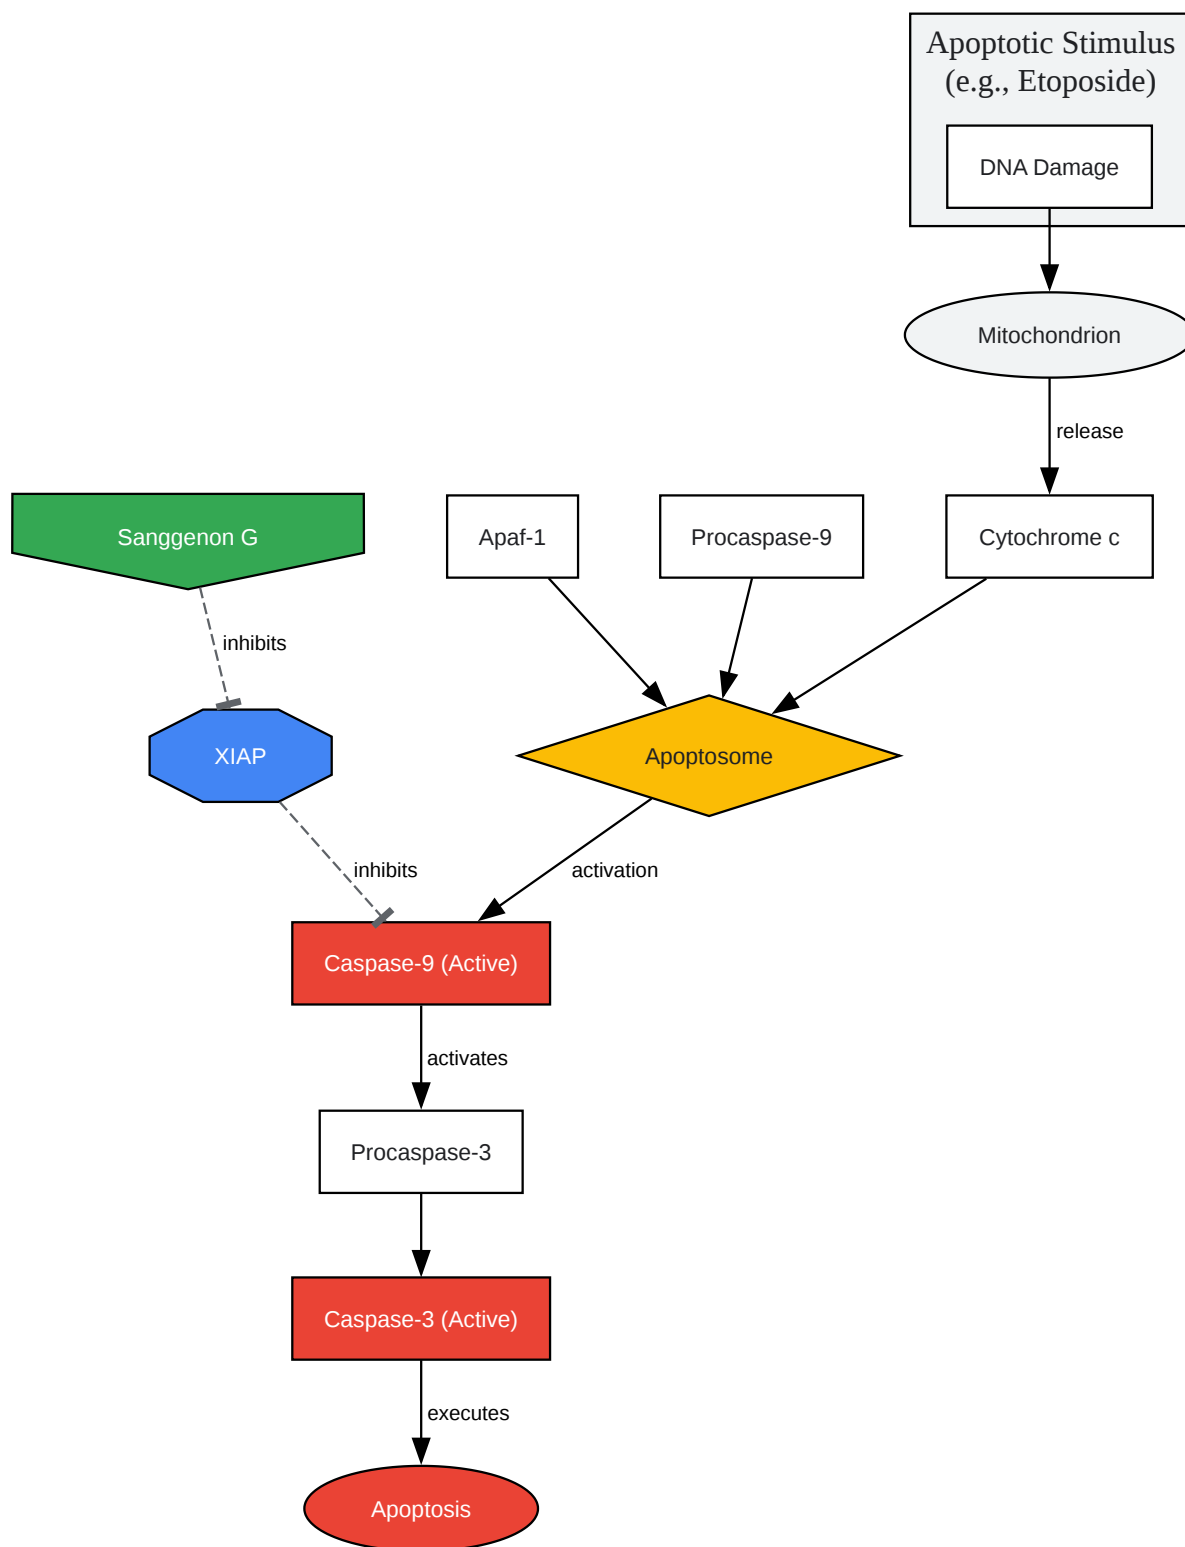 Apoptotic Stimulus
(e.g., Etoposide)
DNA Damage
Mitochondrion
release
Sanggenon G
Apaf-1
Procaspase-9
Cytochrome c
inhibits
XIAP
Apoptosome
inhibits
activation
Caspase-9 (Active)
activates
Procaspase-3
Caspase-3 (Active)
executes
Apoptosis